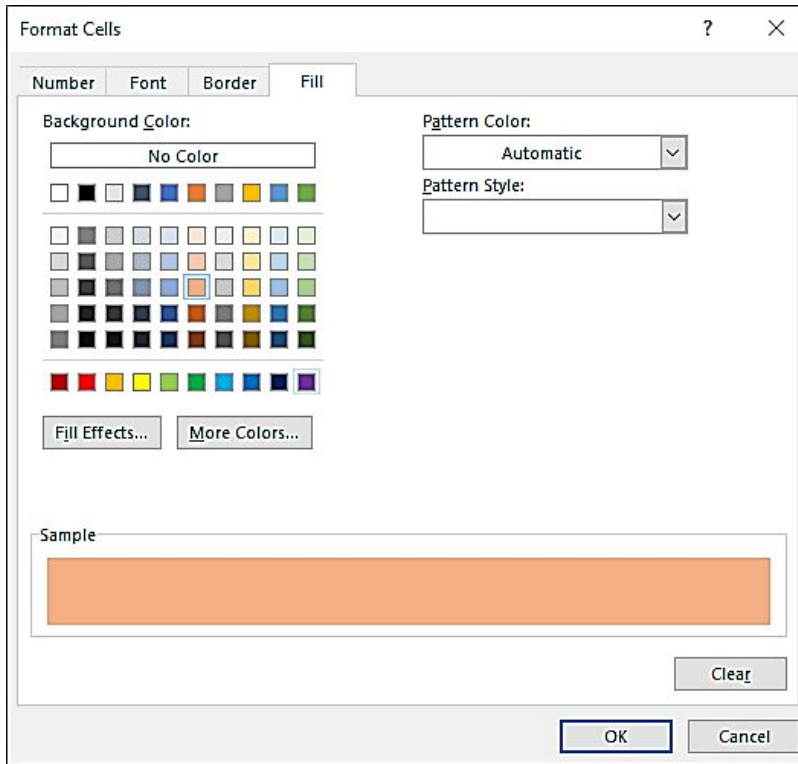 Format Cells ? ×
Number Font Border Fill
Background Color:
No Color
Pattern Color:
Automatic
Pattern Style:
Fill Effects... More Colors...
Sample
Clear
OK Cancel